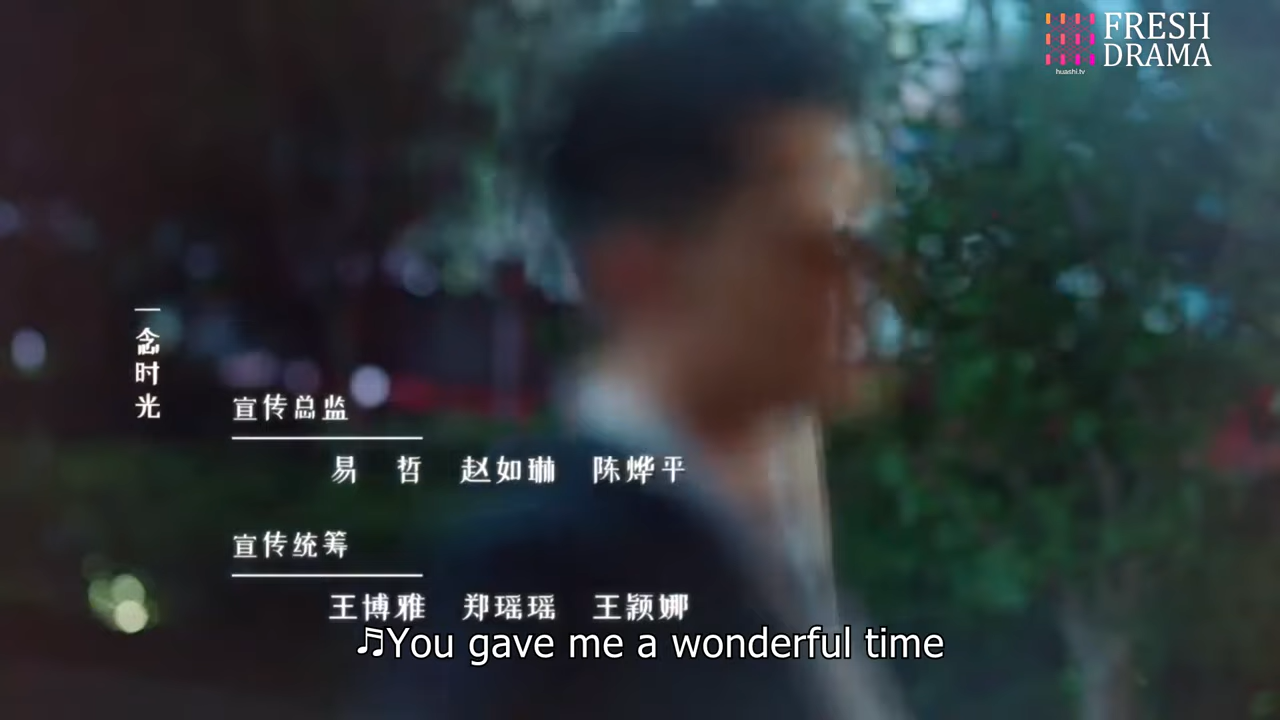 FRESH
DRAMA
huashi.tv
一念时光
宣传总监
易 哲 赵如琳 陈烨平
宣传统筹
王博雅 郑瑶瑶 王颖娜
♬You gave me a wonderful time